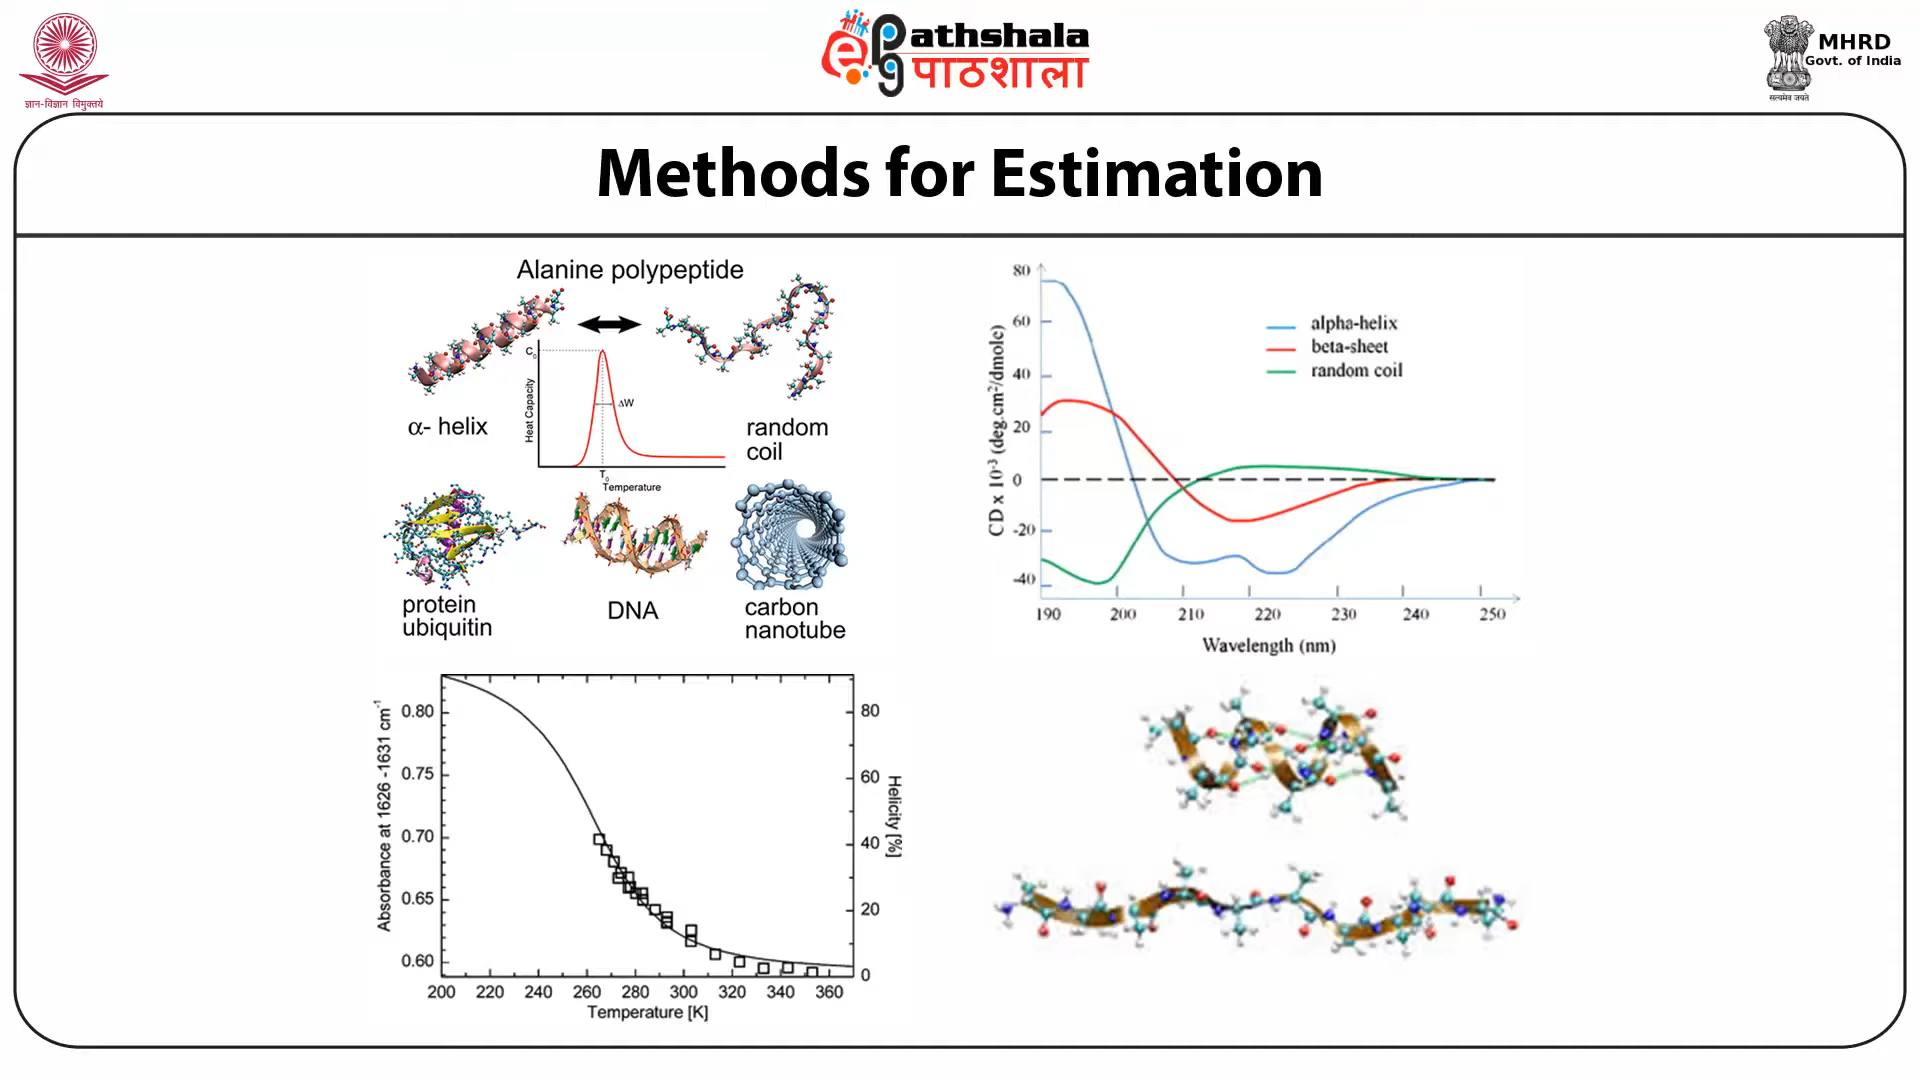 ज्ञान-विज्ञान विमुक्तये
ePathshala
पाठशाला
MHRD
Govt. of India
सत्यमेव जयते
Methods for Estimation
Alanine polypeptide
α- helix
random
coil
C0
ΔW
Heat Capacity
T0
Temperature
protein
ubiquitin
DNA
carbon
nanotube
80
60
40
20
0
-20
-40
CD x 10-3 (deg.cm2/dmole)
alpha-helix
beta-sheet
random coil
190 200 210 220 230 240 250
Wavelength (nm)
Absorbance at 1626 -1631 cm-1
0.80
0.75
0.70
0.65
0.60
80
60
40
20
0
Helicity [%]
200 220 240 260 280 300 320 340 360
Temperature [K]